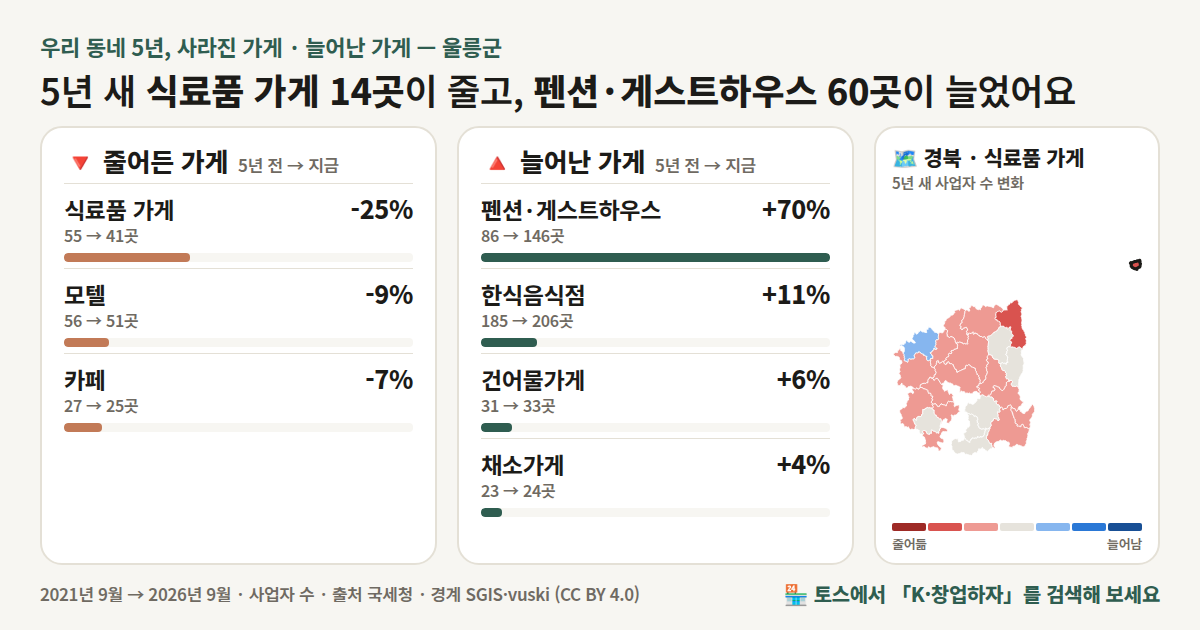 우리 동네 5년, 사라진 가게 · 늘어난 가게 — 울릉군
5년 새 식료품 가게 14곳이 줄고, 펜션·게스트하우스 60곳이 늘었어요
🔻 줄어든 가게 5년 전 → 지금
식료품 가게 -25%
55 → 41곳
모텔 -9%
56 → 51곳
카페 -7%
27 → 25곳
🔺 늘어난 가게 5년 전 → 지금
펜션·게스트하우스 +70%
86 → 146곳
한식음식점 +11%
185 → 206곳
건어물가게 +6%
31 → 33곳
채소가게 +4%
23 → 24곳
🗺️ 경북 · 식료품 가게
5년 새 사업자 수 변화
줄어듦 늘어남
2021년 9월 → 2026년 9월 · 사업자 수 · 출처 국세청 · 경계 SGIS·vuski (CC BY 4.0)
🏪 토스에서 「K·창업하자」를 검색해 보세요